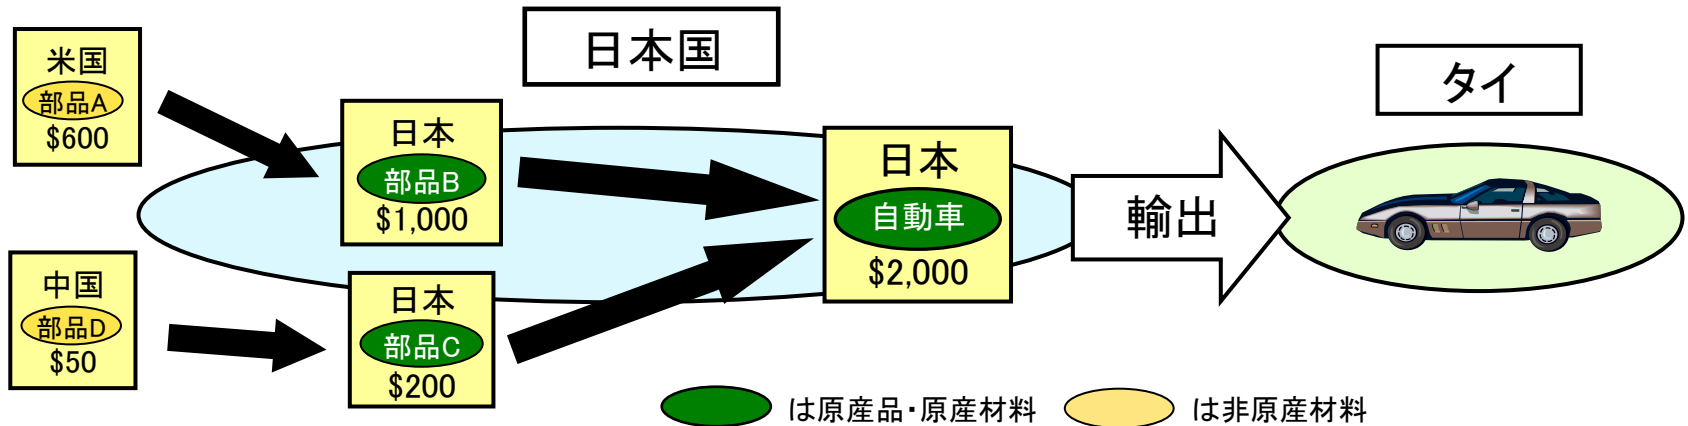 日本国
タイ
米国
部品A
$600
日本
部品B
$1,000
日本
自動車
$2,000
輸出
中国
部品D
$50
日本
部品C
$200
は原産品・原産材料
は非原産材料